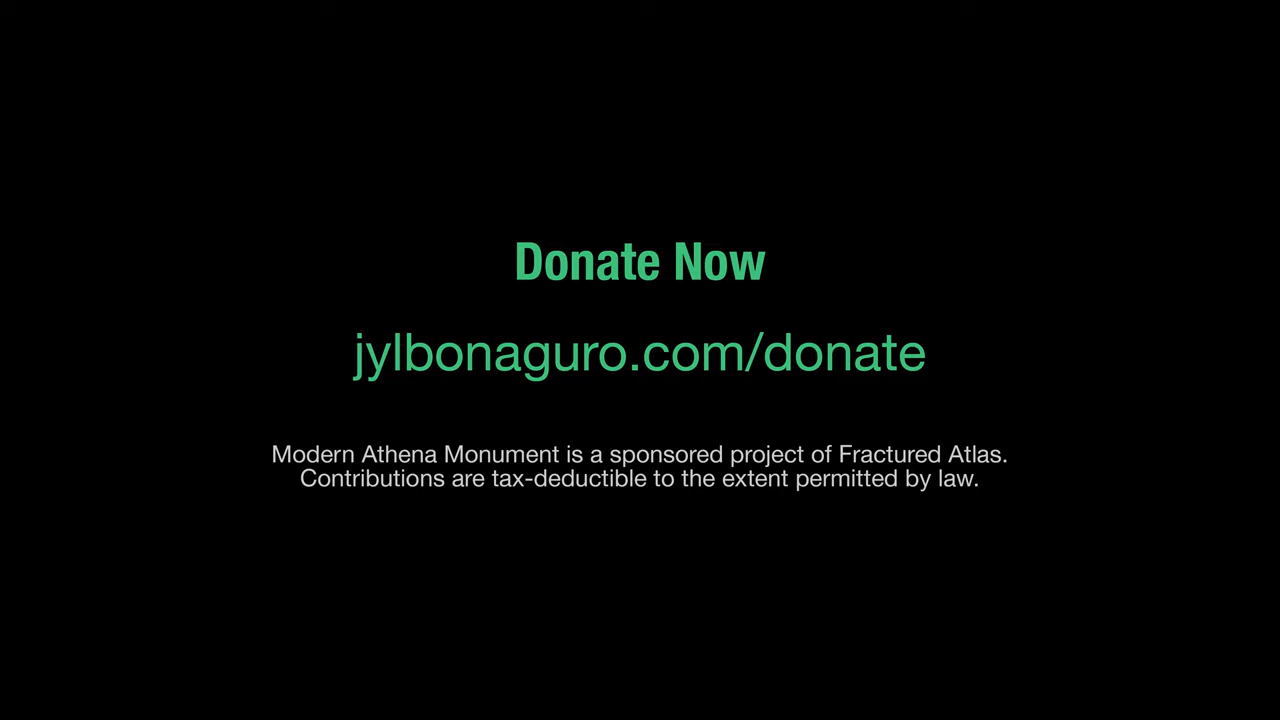 Donate Now
jylbonaguro.com/donate
Modern Athena Monument is a sponsored project of Fractured Atlas.
Contributions are tax-deductible to the extent permitted by law.